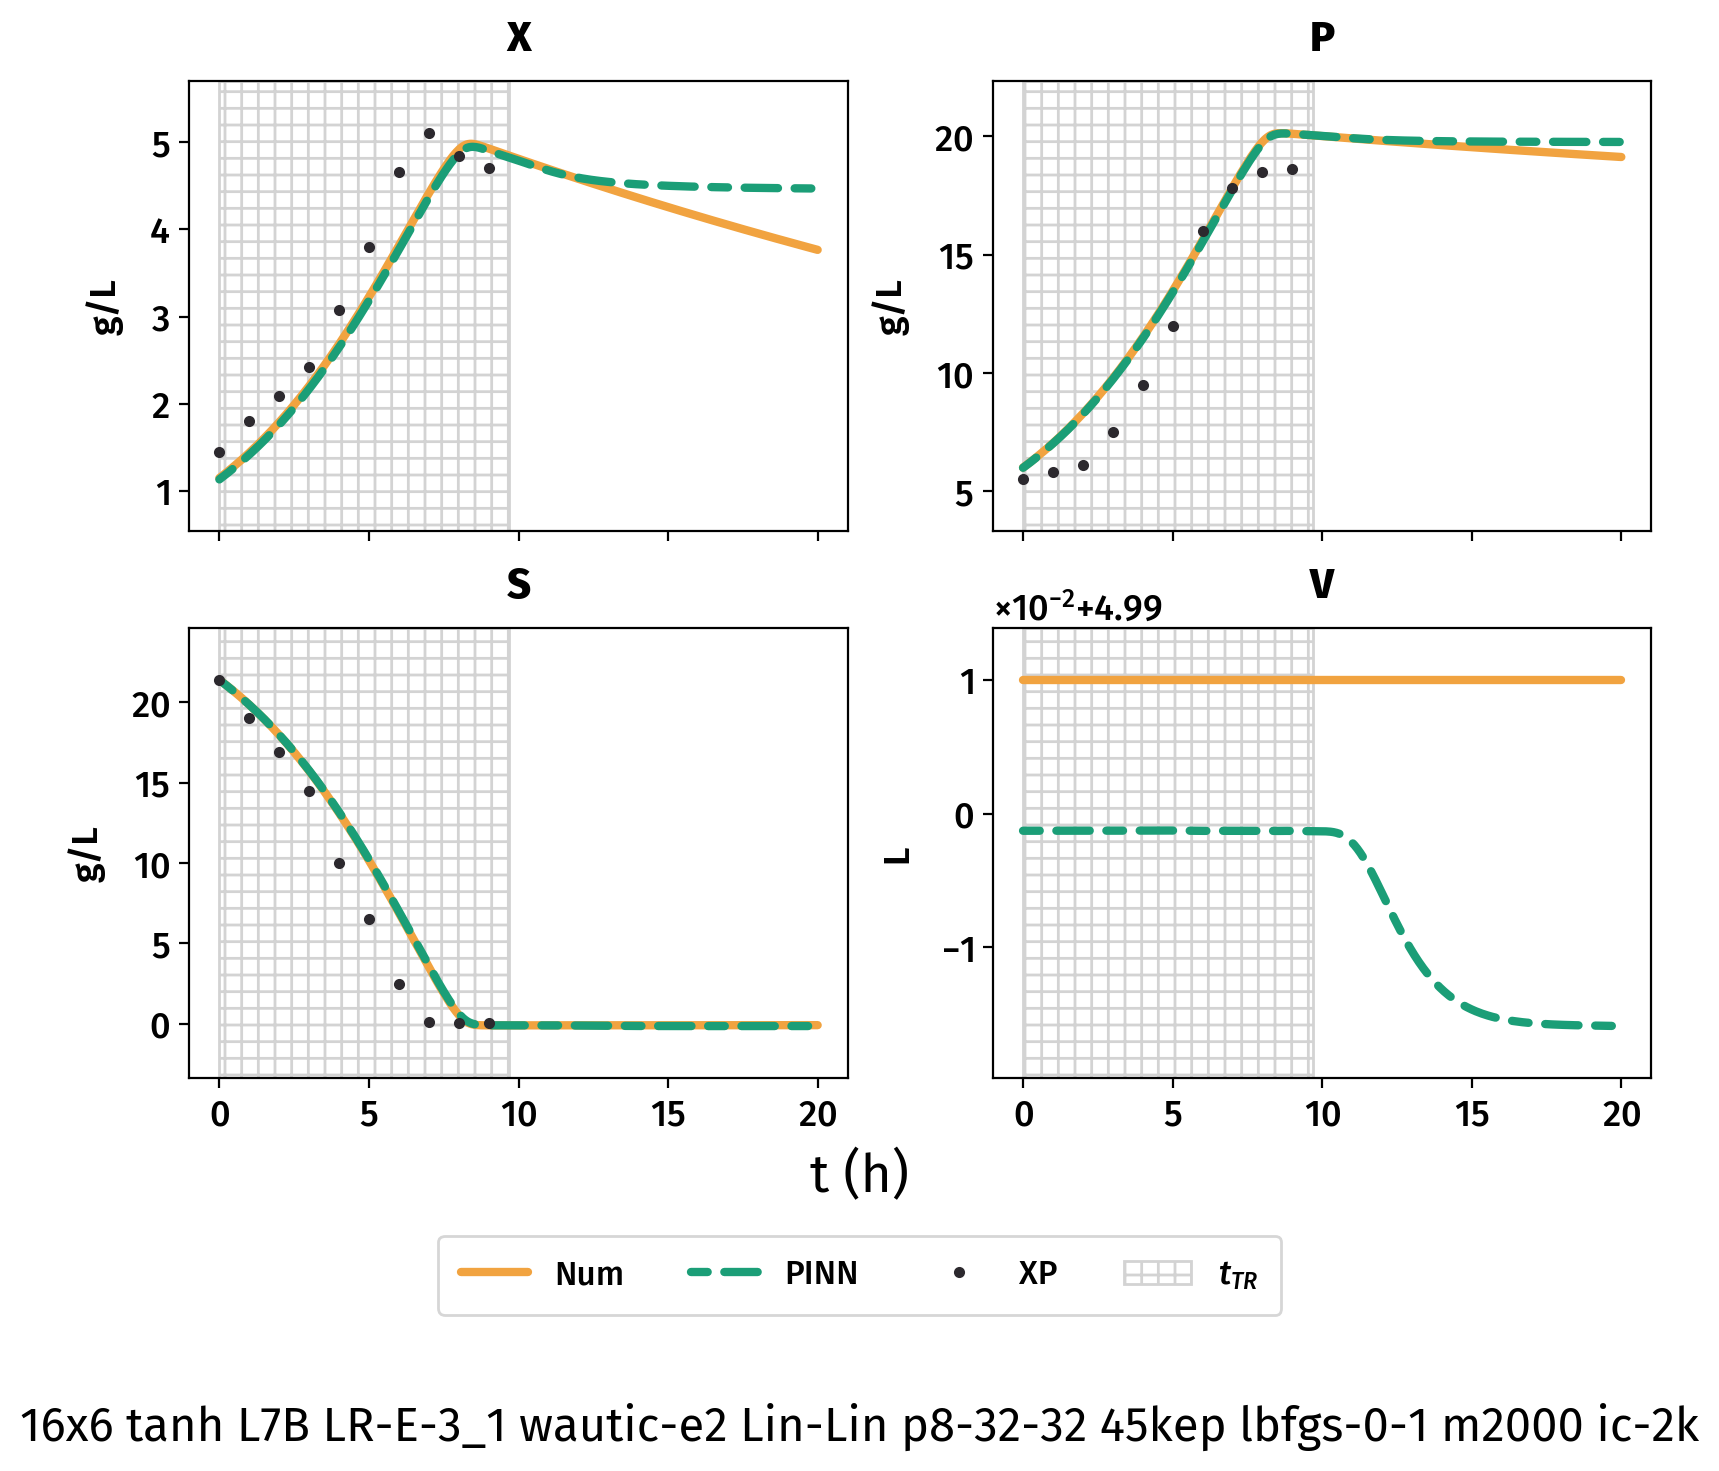 X
P
5
4
3
2
1
g/L
20
15
10
5
g/L
S
V
×10⁻²+4.99
20
15
10
5
0
g/L
1
0
−1
L
0 5 10 15 20
0 5 10 15 20
t (h)
Num PINN XP tTR
16x6 tanh L7B LR-E-3_1 wautic-e2 Lin-Lin p8-32-32 45kep lbfgs-0-1 m2000 ic-2k